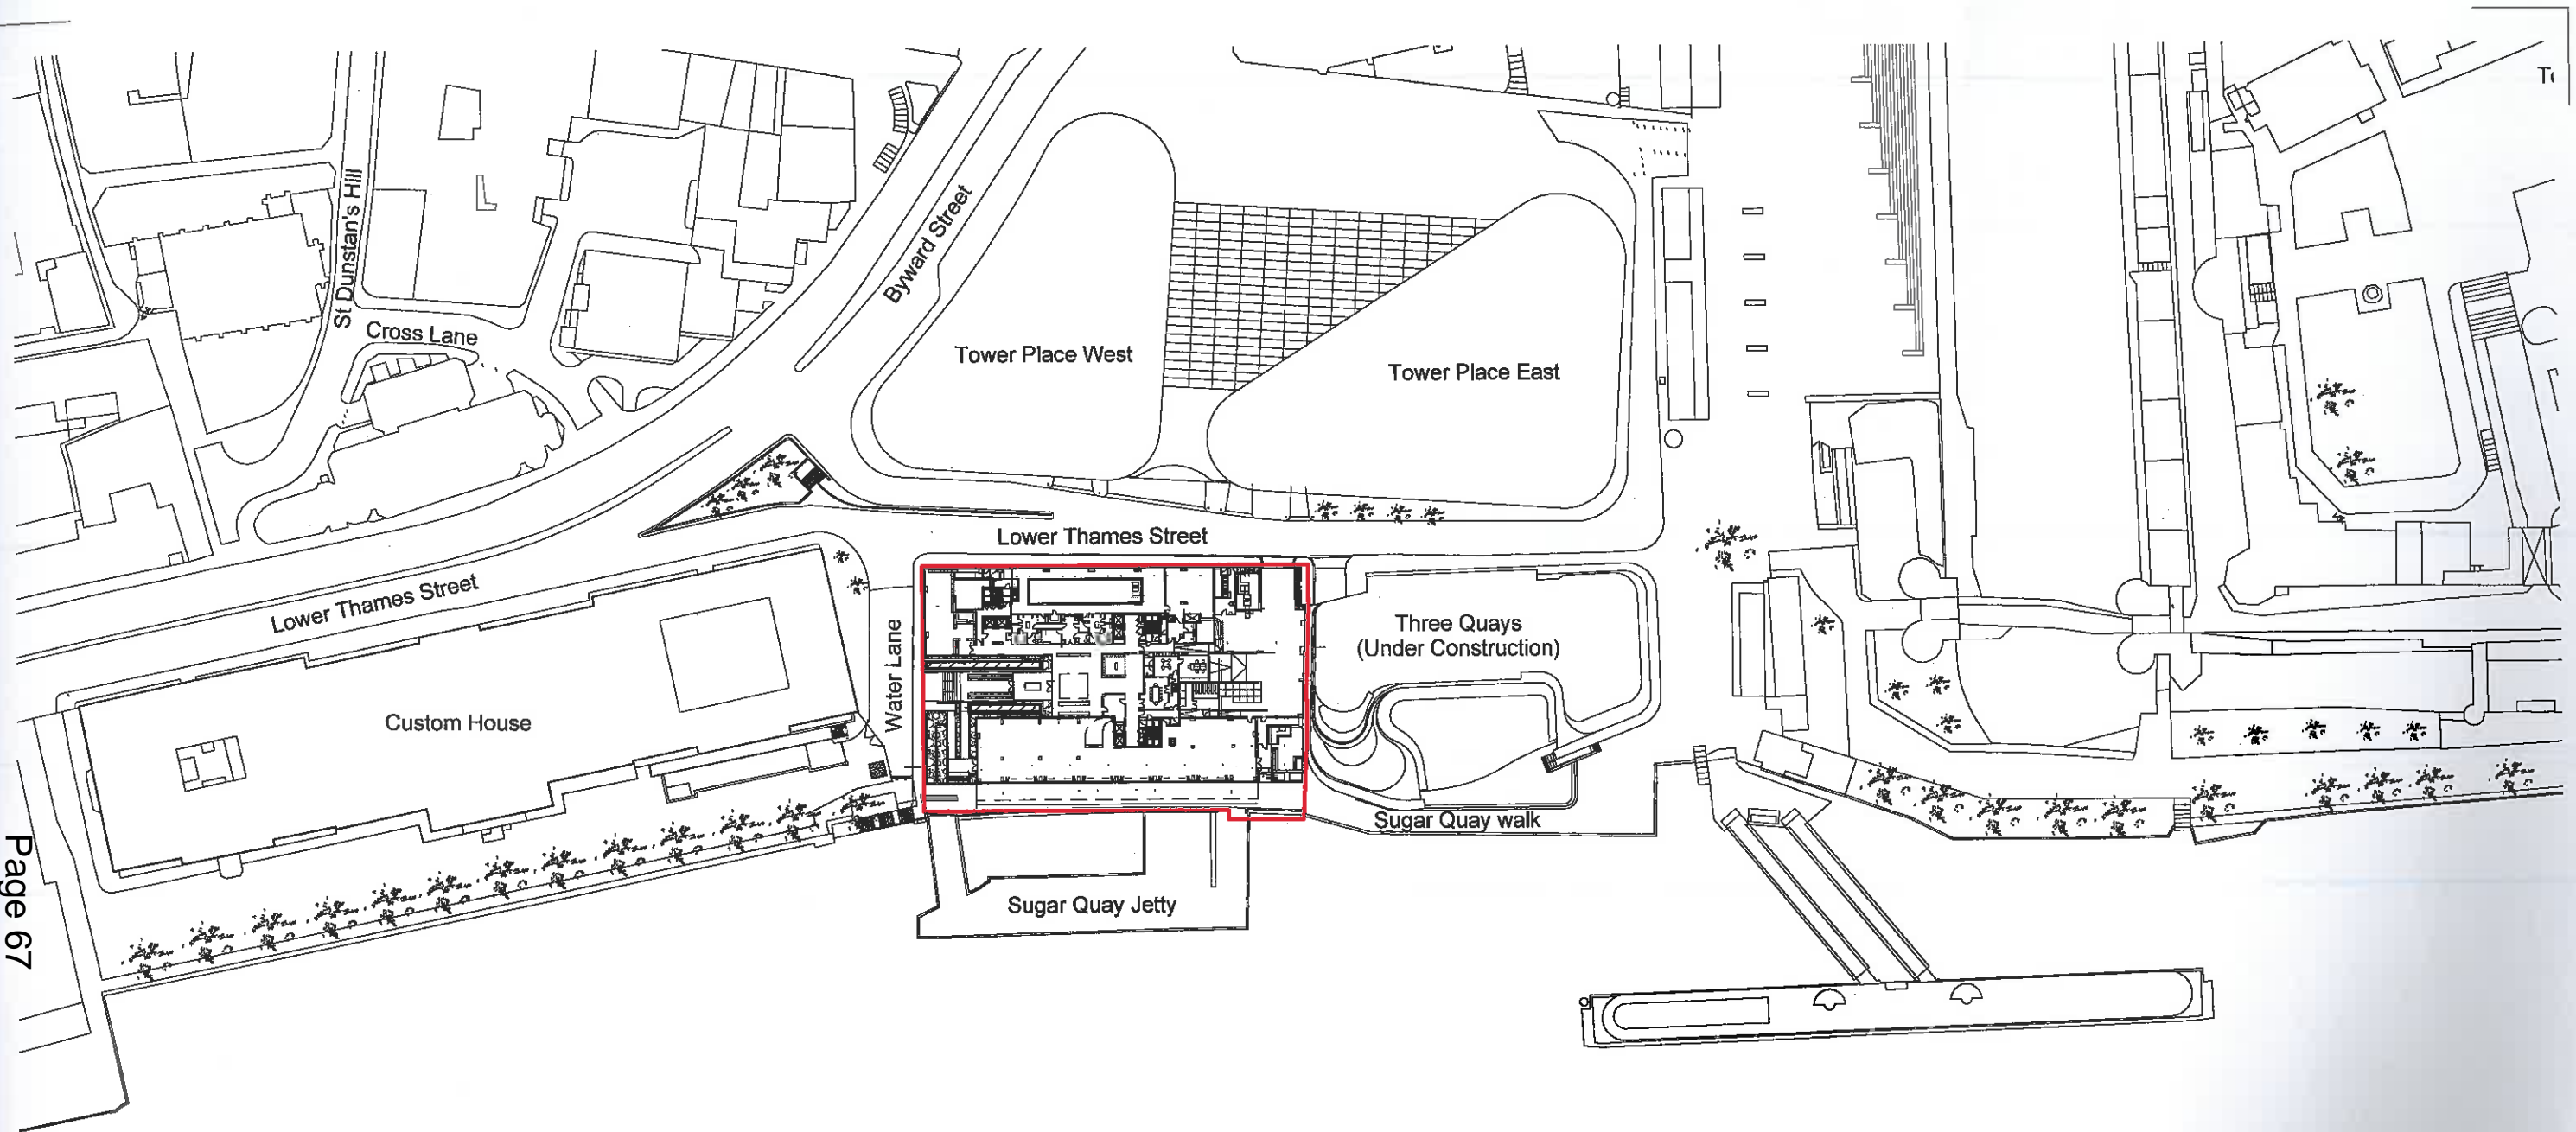 St Dunstan's Hill
Cross Lane
Byward Street
Tower Place West
Tower Place East
Lower Thames Street
Lower Thames Street
Water Lane
Custom House
Three Quays
(Under Construction)
Sugar Quay walk
Sugar Quay Jetty
Page 67